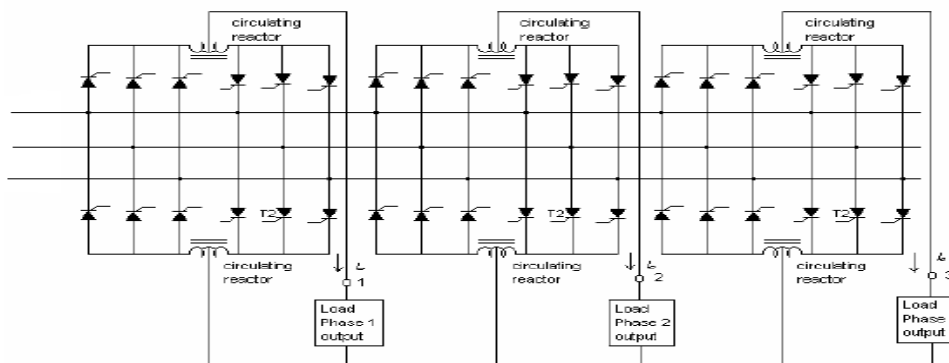 circulating
reactor
circulating
reactor
circulating
reactor
T2
T2
T2
circulating
reactor
circulating
reactor
circulating
reactor
1
2
3
Load
Phase 1
output
Load
Phase 2
output
Load
Phase
output